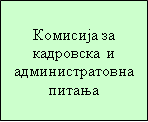 Комисија за
кадровска и
административна
питања